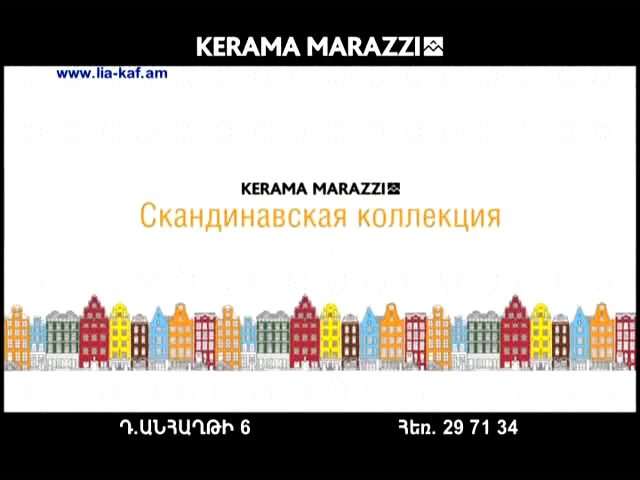 KERAMA MARAZZI
www.lia-kaf.am
KERAMA MARAZZI
Скандинавская коллекция
Դ.ԱՆՀԱՂԹԻ 6
Հեռ. 29 71 34